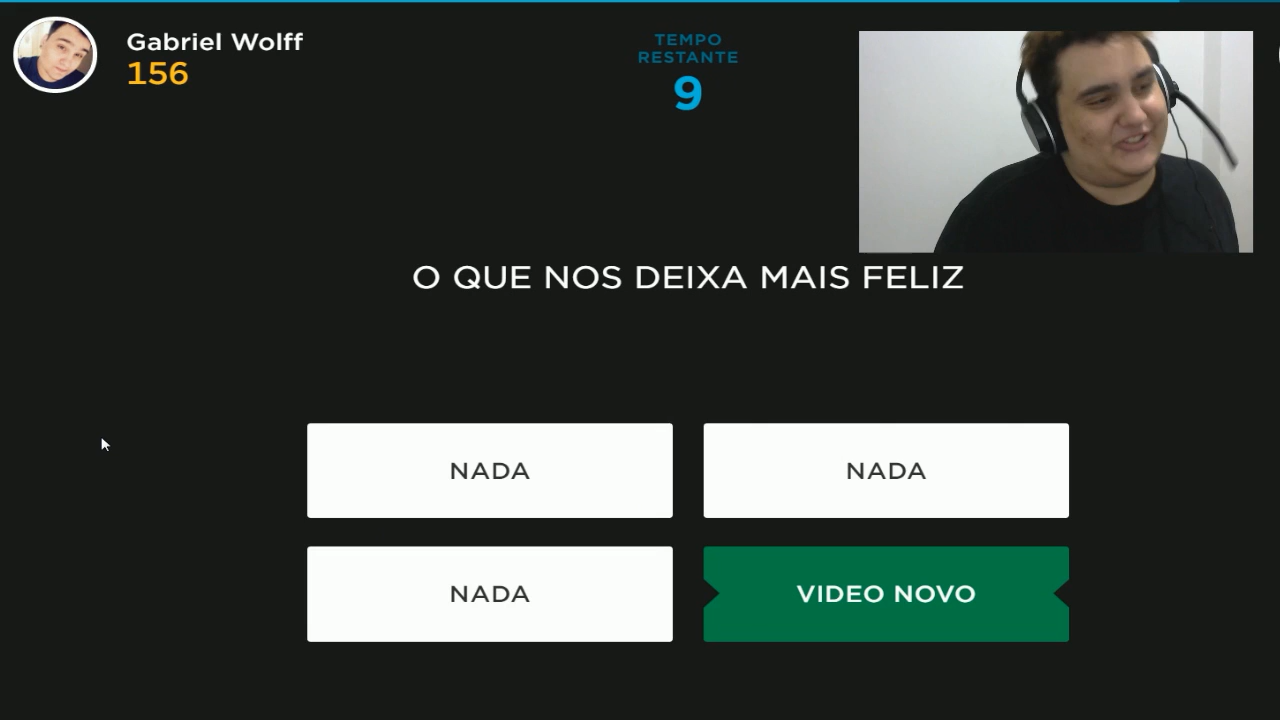 Gabriel Wolff
156
TEMPO
RESTANTE
9
O QUE NOS DEIXA MAIS FELIZ
NADA
NADA
NADA
VIDEO NOVO